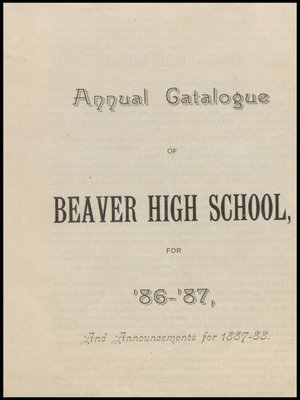 Annual Catalogue
OF
BEAVER HIGH SCHOOL,
FOR
'86-'87,
And Announcements for 1887-88.